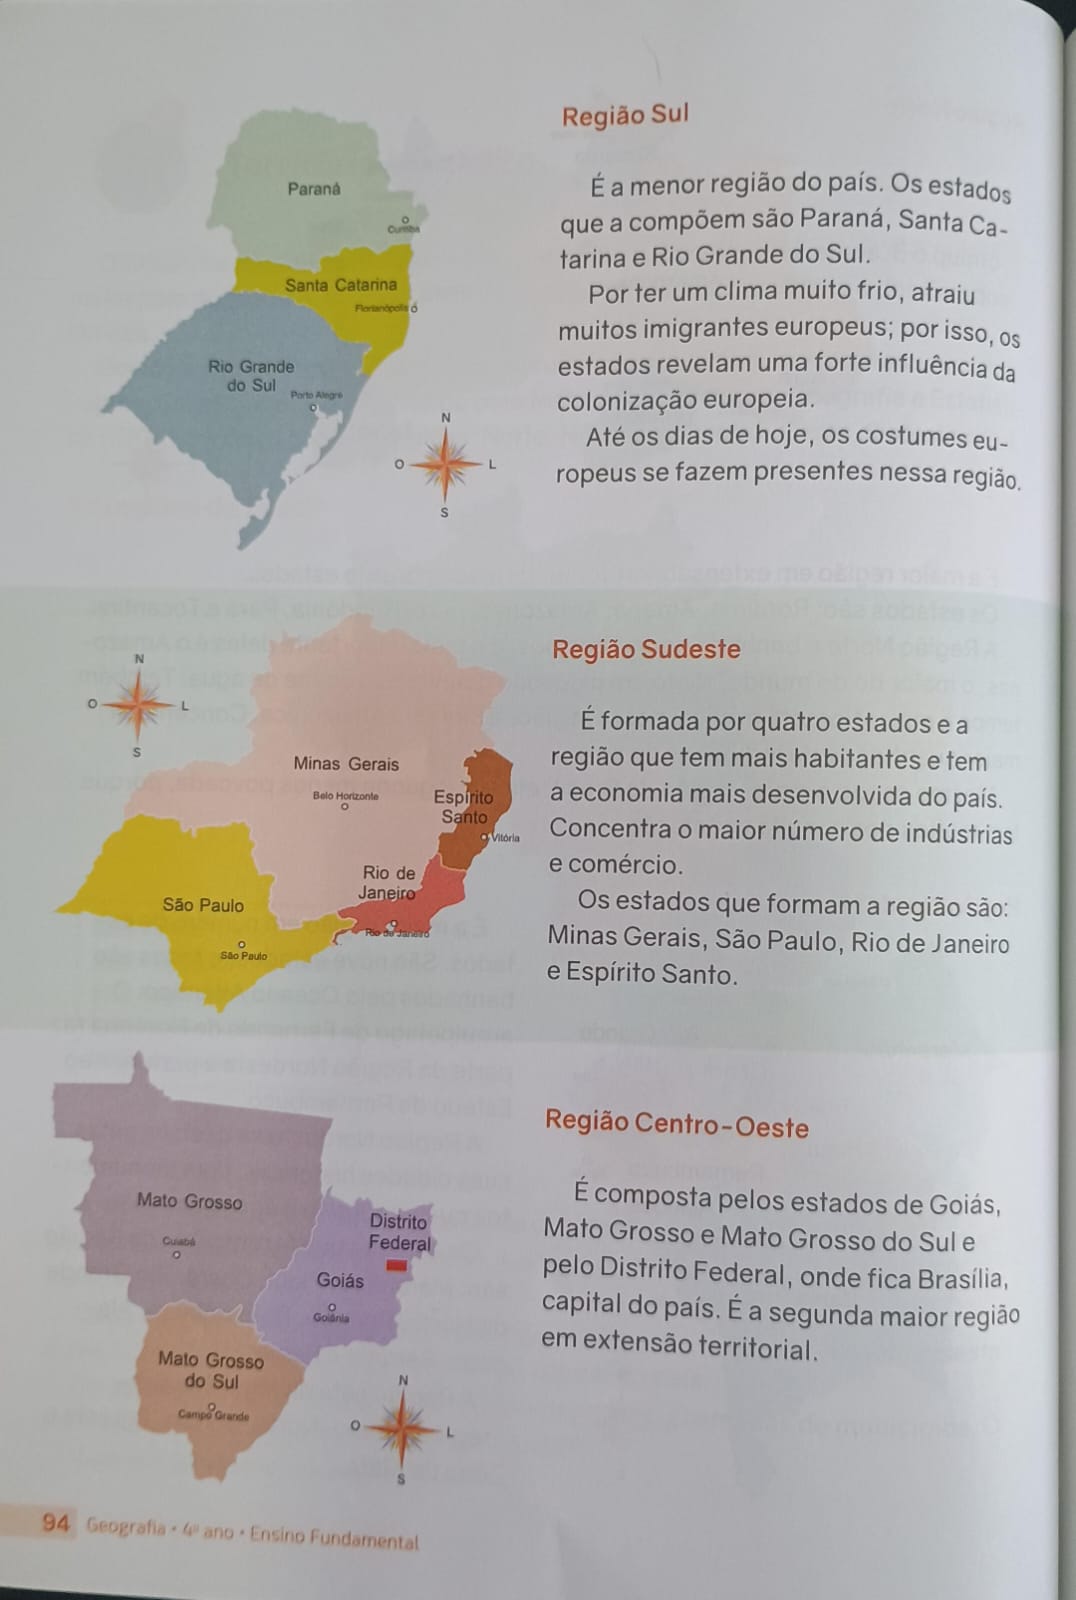 Região Sul
É a menor região do país. Os estados
que a compõem são Paraná, Santa Ca-
tarina e Rio Grande do Sul.
Por ter um clima muito frio, atraiu
muitos imigrantes europeus; por isso, os
estados revelam uma forte influência da
colonização europeia.
Até os dias de hoje, os costumes eu-
ropeus se fazem presentes nessa região.
Paraná
Curitiba
Santa Catarina
Florianópolis
Rio Grande
do Sul
Porto Alegre
N
O L
S
Região Sudeste
É formada por quatro estados e a
região que tem mais habitantes e tem
a economia mais desenvolvida do país.
Concentra o maior número de indústrias
e comércio.
Os estados que formam a região são:
Minas Gerais, São Paulo, Rio de Janeiro
e Espírito Santo.
N
O L
S
Minas Gerais
Belo Horizonte
Espírito
Santo
Vitória
Rio de
Janeiro
Rio de Janeiro
São Paulo
São Paulo
Região Centro-Oeste
É composta pelos estados de Goiás,
Mato Grosso e Mato Grosso do Sul e
pelo Distrito Federal, onde fica Brasília,
capital do país. É a segunda maior região
em extensão territorial.
Mato Grosso
Cuiabá
Distrito
Federal
Goiás
Goiânia
Mato Grosso
do Sul
Campo Grande
N
O L
S
94 Geografia • 4º ano • Ensino Fundamental